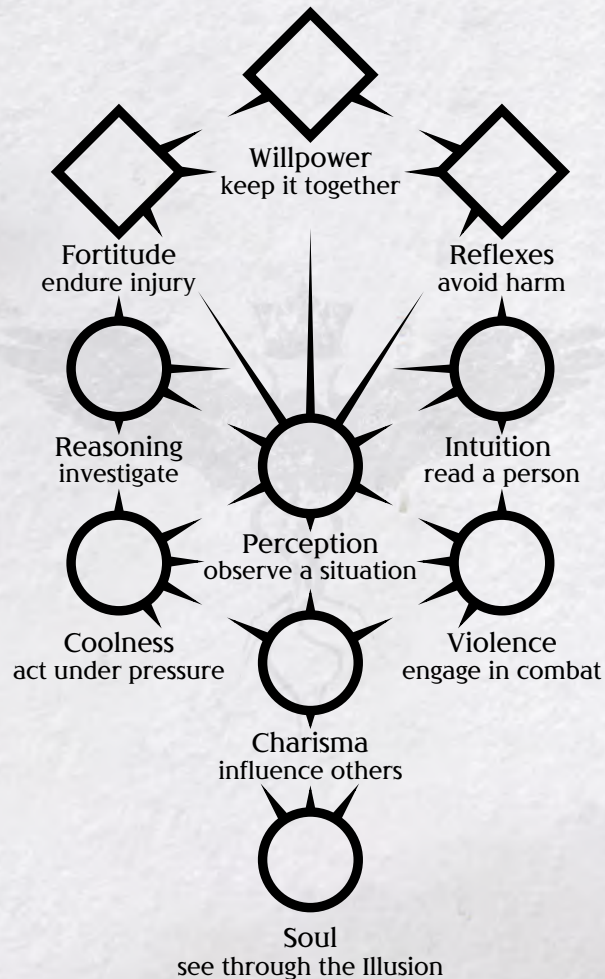 Willpower
keep it together
Fortitude
endure injury
Reflexes
avoid harm
Reasoning
investigate
Intuition
read a person
Perception
observe a situation
Coolness
act under pressure
Violence
engage in combat
Charisma
influence others
Soul
see through the Illusion